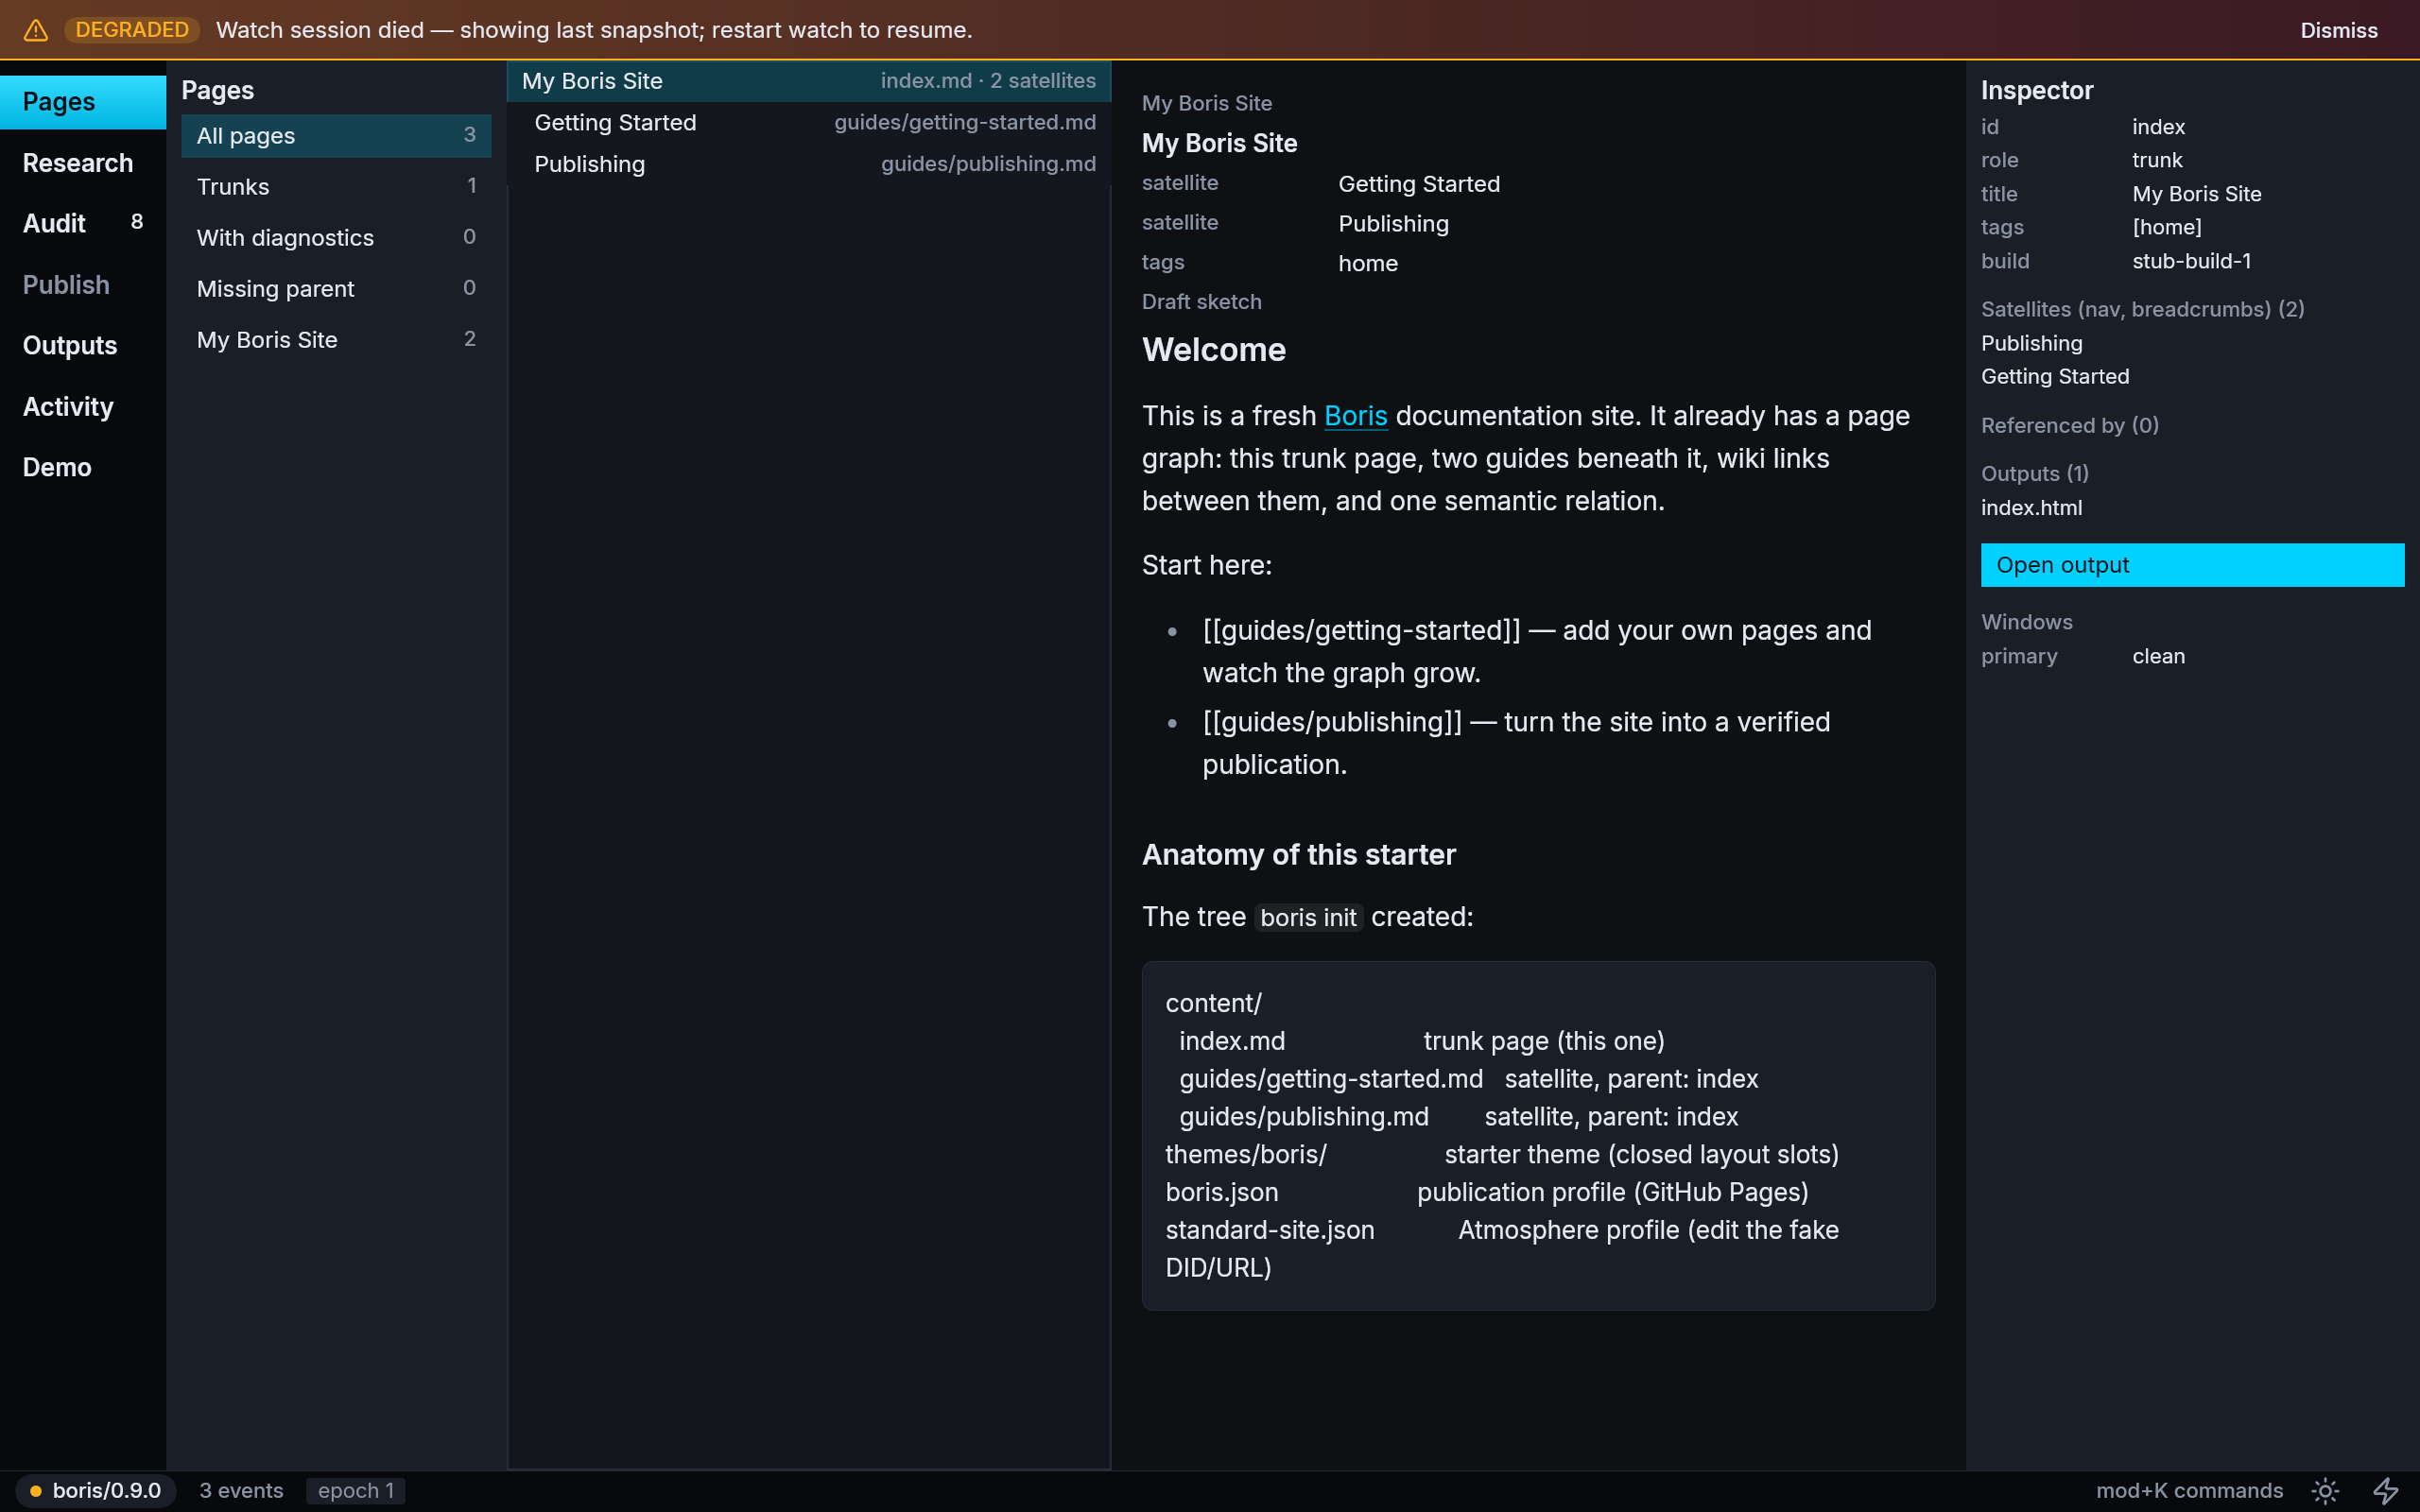 DEGRADED Watch session died — showing last snapshot; restart watch to resume. Dismiss
Pages
Research
Audit 8
Publish
Outputs
Activity
Demo
Pages
All pages 3
Trunks 1
With diagnostics 0
Missing parent 0
My Boris Site 2
My Boris Site index.md · 2 satellites
Getting Started guides/getting-started.md
Publishing guides/publishing.md
My Boris Site
My Boris Site
satellite Getting Started
satellite Publishing
tags home
Draft sketch
Welcome
This is a fresh Boris documentation site. It already has a page
graph: this trunk page, two guides beneath it, wiki links
between them, and one semantic relation.
Start here:
• [[guides/getting-started]] — add your own pages and
watch the graph grow.
• [[guides/publishing]] — turn the site into a verified
publication.
Anatomy of this starter
The tree boris init created:
content/
index.md trunk page (this one)
guides/getting-started.md satellite, parent: index
guides/publishing.md satellite, parent: index
themes/boris/ starter theme (closed layout slots)
boris.json publication profile (GitHub Pages)
standard-site.json Atmosphere profile (edit the fake
DID/URL)
Inspector
id index
role trunk
title My Boris Site
tags [home]
build stub-build-1
Satellites (nav, breadcrumbs) (2)
Publishing
Getting Started
Referenced by (0)
Outputs (1)
index.html
Open output
Windows
primary clean
boris/0.9.0 3 events epoch 1 mod+K commands